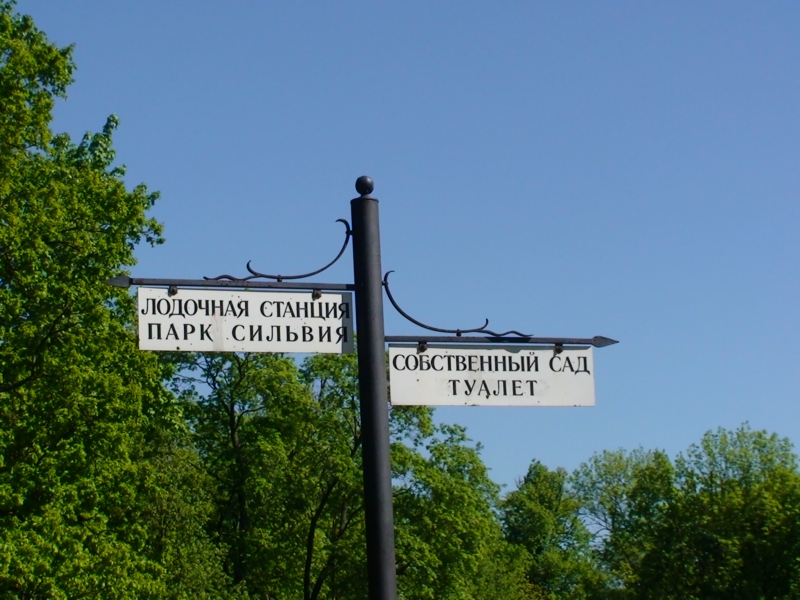 ЛОДОЧНАЯ СТАНЦИЯ
ПАРК СИЛЬВИЯ
СОБСТВЕННЫЙ САД
ТУАЛЕТ